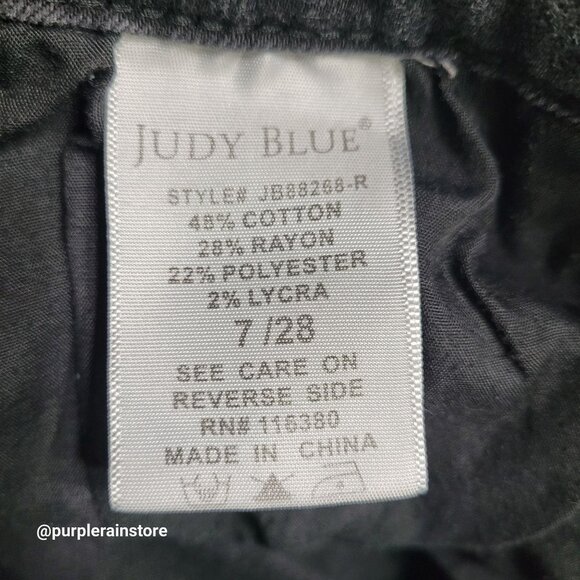 JUDY BLUE®
STYLE# JB88268-R
48% COTTON
28% RAYON
22% POLYESTER
2% LYCRA
7 /28
SEE CARE ON
REVERSE SIDE
RN# 116380
MADE IN CHINA
@purplerainstore